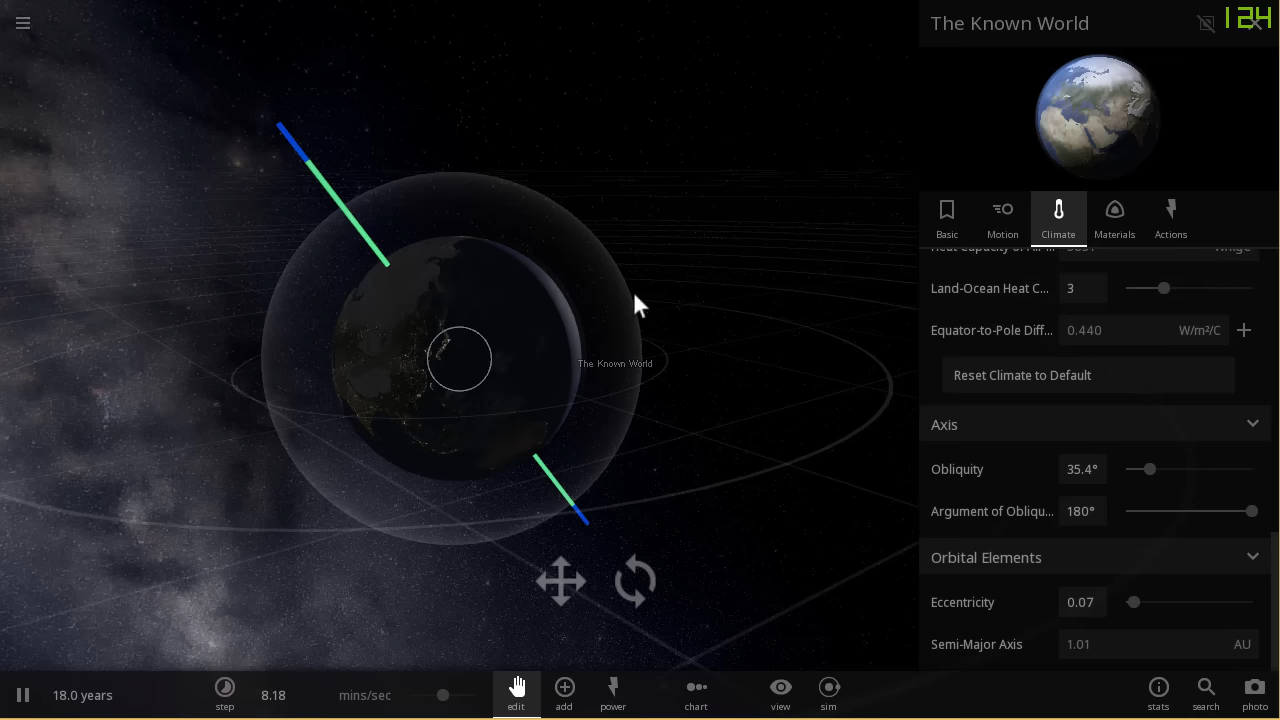 The Known World
124
Basic
Motion
Climate
Materials
Actions
Land-Ocean Heat C... 3
Equator-to-Pole Diff... 0.440 W/m²/C
Reset Climate to Default
Axis
Obliquity 35.4°
Argument of Obliqu... 180°
Orbital Elements
Eccentricity 0.07
Semi-Major Axis 1.01 AU
The Known World
18.0 years
step
8.18 mins/sec
edit
add
power
chart
view
sim
stats
search
photo